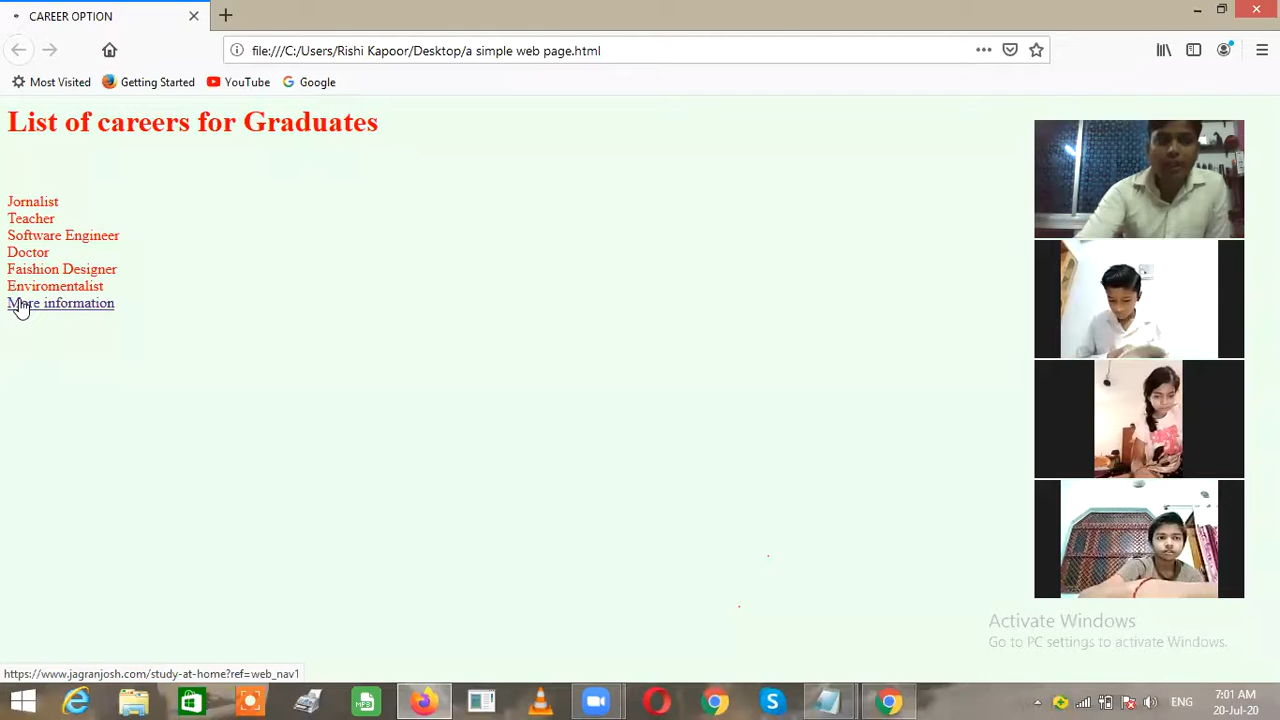 CAREER OPTION
file:///C:/Users/Rishi Kapoor/Desktop/a simple web page.html
Most Visited
Getting Started
YouTube
Google
List of careers for Graduates
Jornalist
Teacher
Software Engineer
Doctor
Faishion Designer
Enviromentalist
More information
Activate Windows
Go to PC settings to activate Windows.
https://www.jagranjosh.com/study-at-home?ref=web_nav1
MP3
ENG
7:01 AM
20-Jul-20